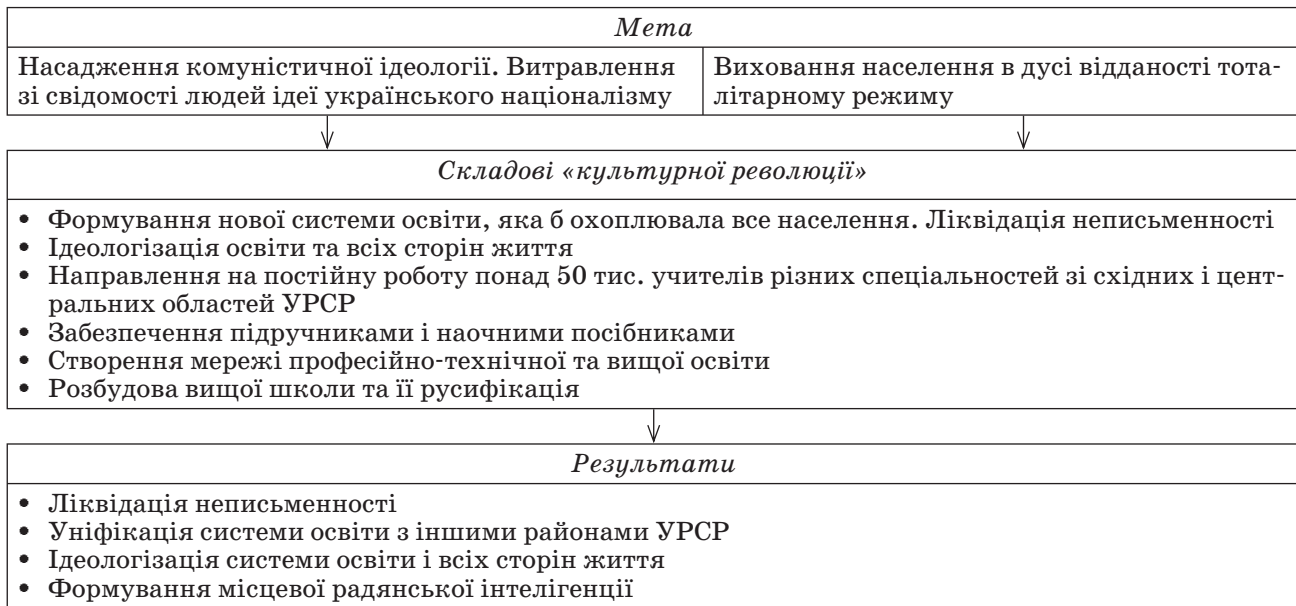 Мета
Насадження комуністичної ідеології. Витравлення
зі свідомості людей ідеї українського націоналізму
Виховання населення в дусі відданості тота-
літарному режиму
Складові «культурної революції»
• Формування нової системи освіти, яка б охоплювала все населення. Ліквідація неписьменності
• Ідеологізація освіти та всіх сторін життя
• Направлення на постійну роботу понад 50 тис. учителів різних спеціальностей зі східних і цент-
ральних областей УРСР
• Забезпечення підручниками і наочними посібниками
• Створення мережі професійно-технічної та вищої освіти
• Розбудова вищої школи та її русифікація
Результати
• Ліквідація неписьменності
• Уніфікація системи освіти з іншими районами УРСР
• Ідеологізація системи освіти і всіх сторін життя
• Формування місцевої радянської інтелігенції